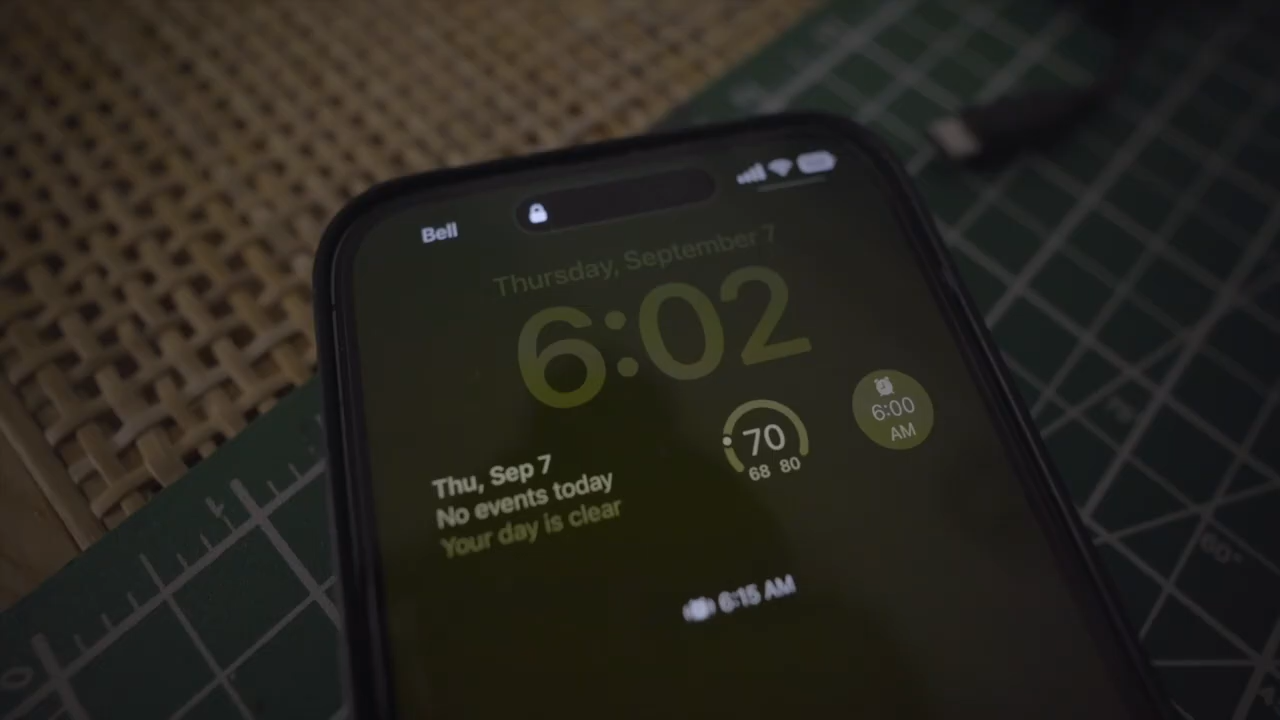 Bell
Thursday, September 7
6:02
70
68 80
6:00
AM
Thu, Sep 7
No events today
Your day is clear
6:15 AM
60°